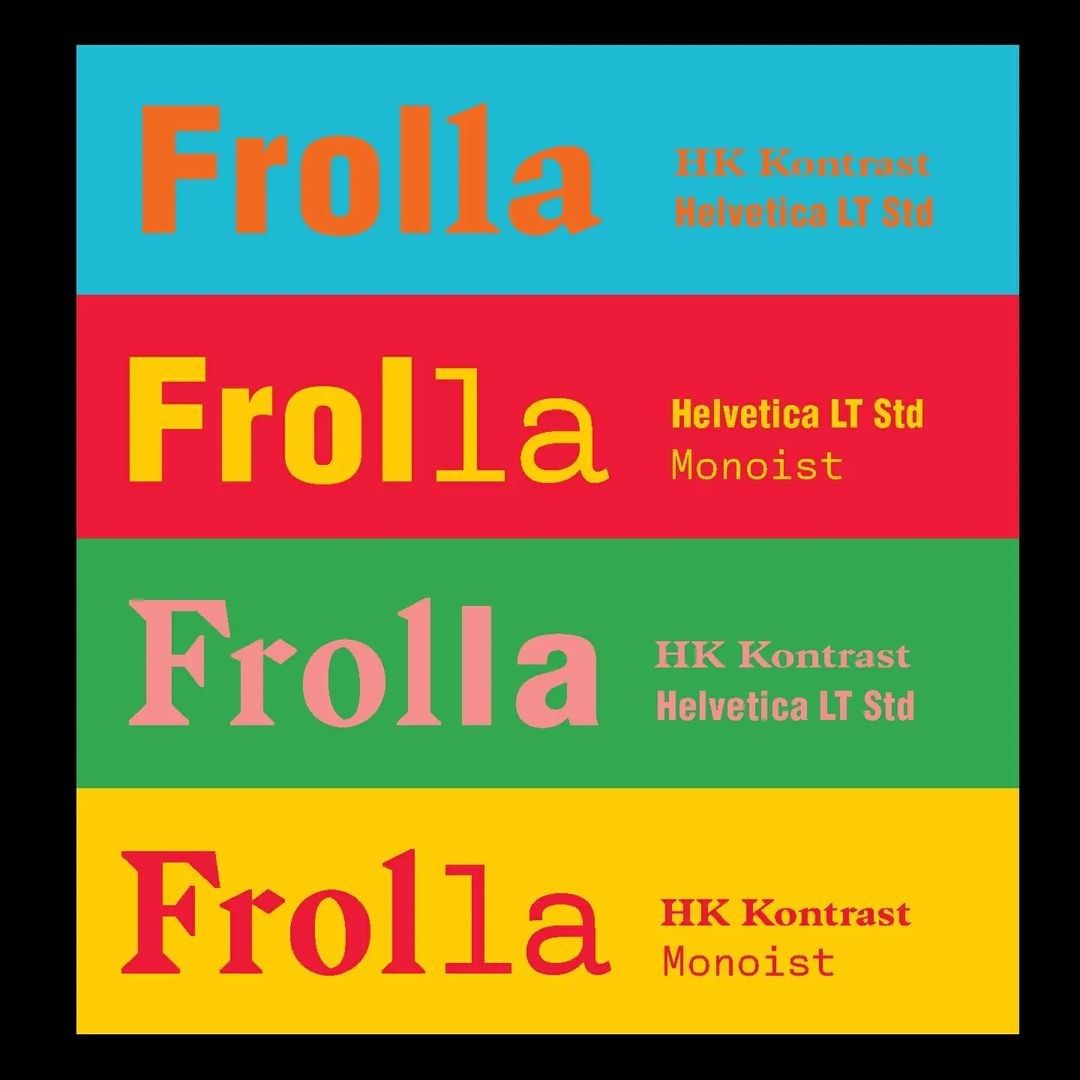 Frolla
HK Kontrast
Helvetica LT Std
Frolla
Helvetica LT Std
Monoist
Frolla
HK Kontrast
Helvetica LT Std
Frolla
HK Kontrast
Monoist